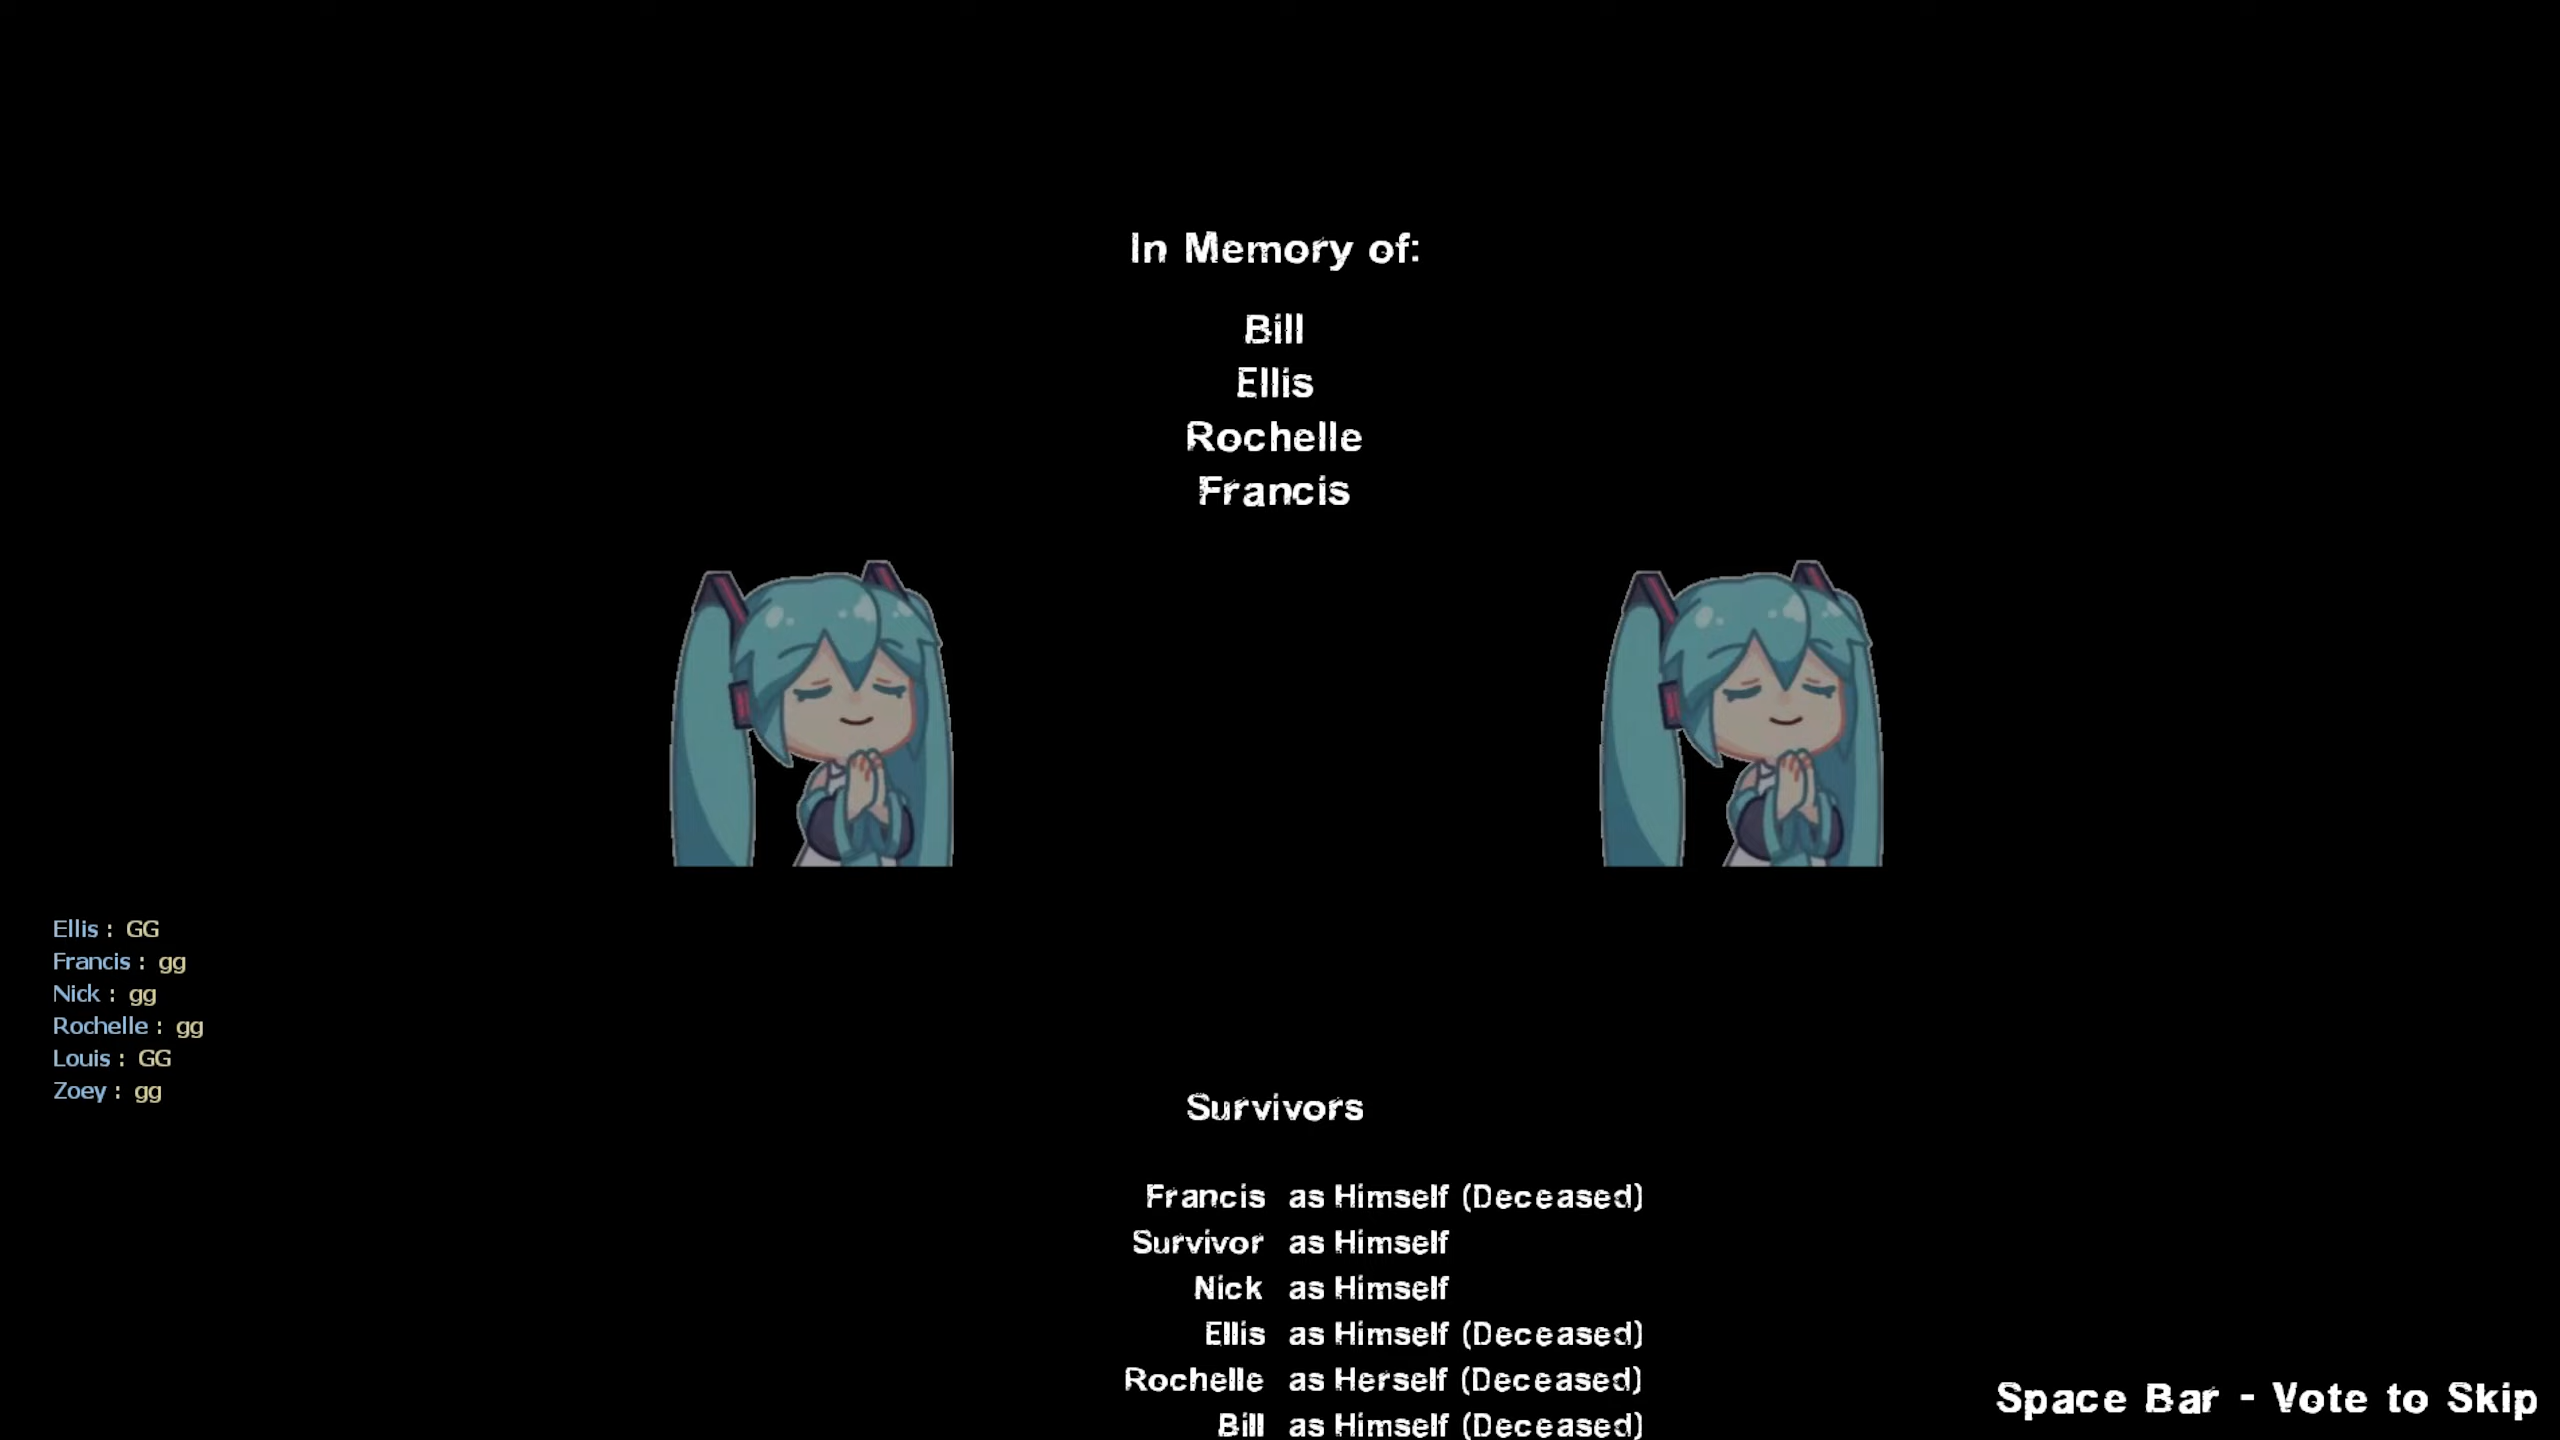 In Memory of:
Bill
Ellis
Rochelle
Francis
Ellis : GG
Francis : gg
Nick : gg
Rochelle : gg
Louis : GG
Zoey : gg
Survivors
Francis as Himself (Deceased)
Survivor as Himself
Nick as Himself
Ellis as Himself (Deceased)
Rochelle as Herself (Deceased)
Bill as Himself (Deceased)
Space Bar - Vote to Skip